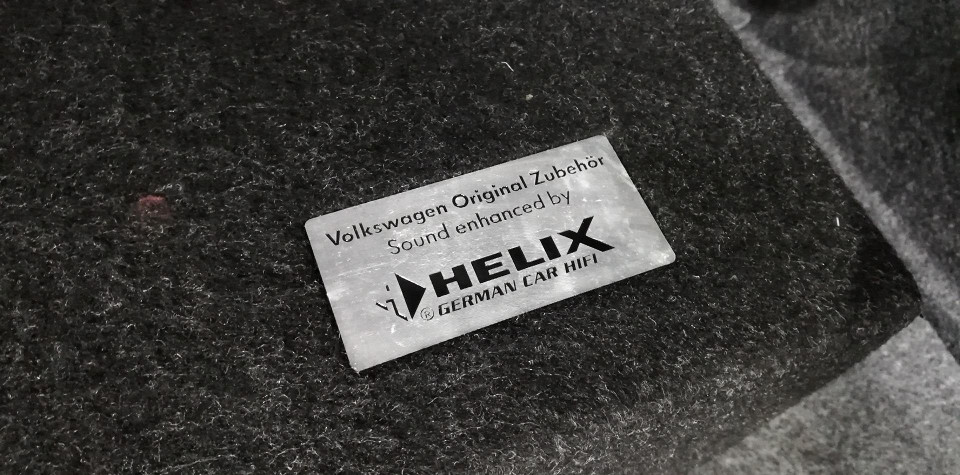 Volkswagen Original Zubehör
Sound enhanced by
HELIX
® GERMAN CAR HIFI